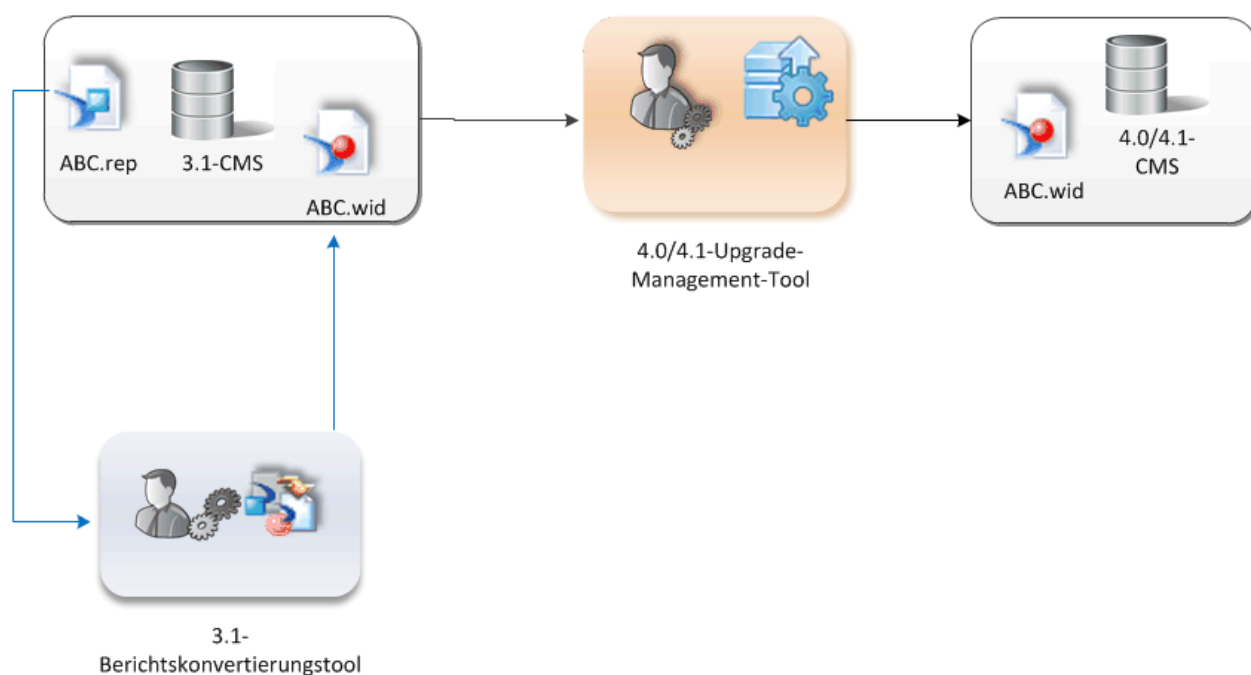 ABC.rep
3.1-CMS
ABC.wid
4.0/4.1-Upgrade-
Management-Tool
ABC.wid
4.0/4.1-
CMS
3.1-
Berichtskonvertierungstool